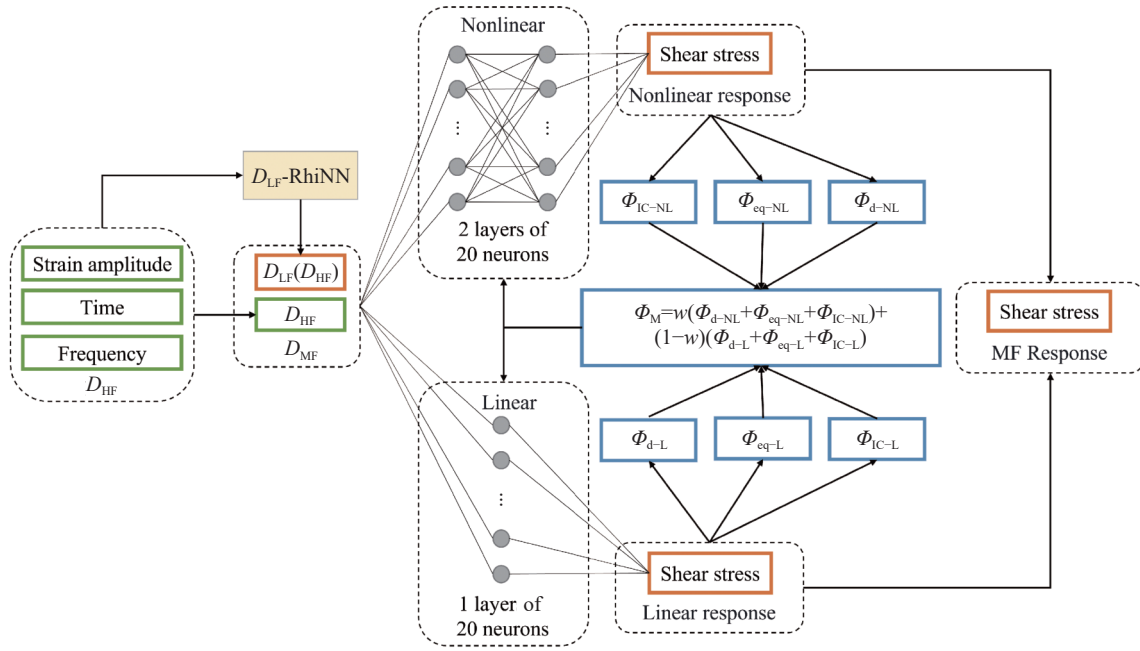 Strain amplitude
Time
Frequency
D_HF
D_LF-RhiNN
D_LF(D_HF)
D_HF
D_MF
Nonlinear
⋮
⋮
2 layers of
20 neurons
Linear
⋮
1 layer of
20 neurons
Shear stress
Nonlinear response
Φ_IC−NL
Φ_eq−NL
Φ_d−NL
Φ_M=w(Φ_d−NL+Φ_eq−NL+Φ_IC−NL)+
(1−w)(Φ_d−L+Φ_eq−L+Φ_IC−L)
Φ_d−L
Φ_eq−L
Φ_IC−L
Shear stress
Linear response
Shear stress
MF Response